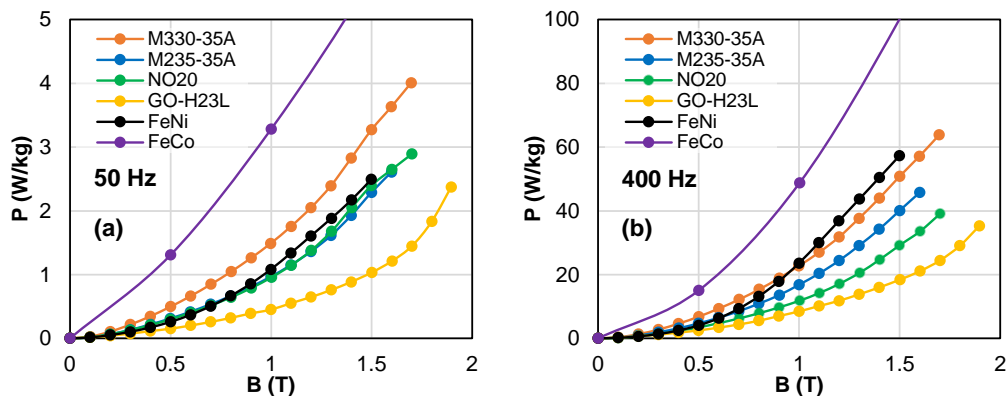 5
4
3
2
1
0
P (W/kg)
M330-35A
M235-35A
NO20
GO-H23L
FeNi
FeCo
50 Hz
(a)
0 0.5 1 1.5 2
B (T)
100
80
60
40
20
0
P (W/kg)
M330-35A
M235-35A
NO20
GO-H23L
FeNi
FeCo
400 Hz
(b)
0 0.5 1 1.5 2
B (T)